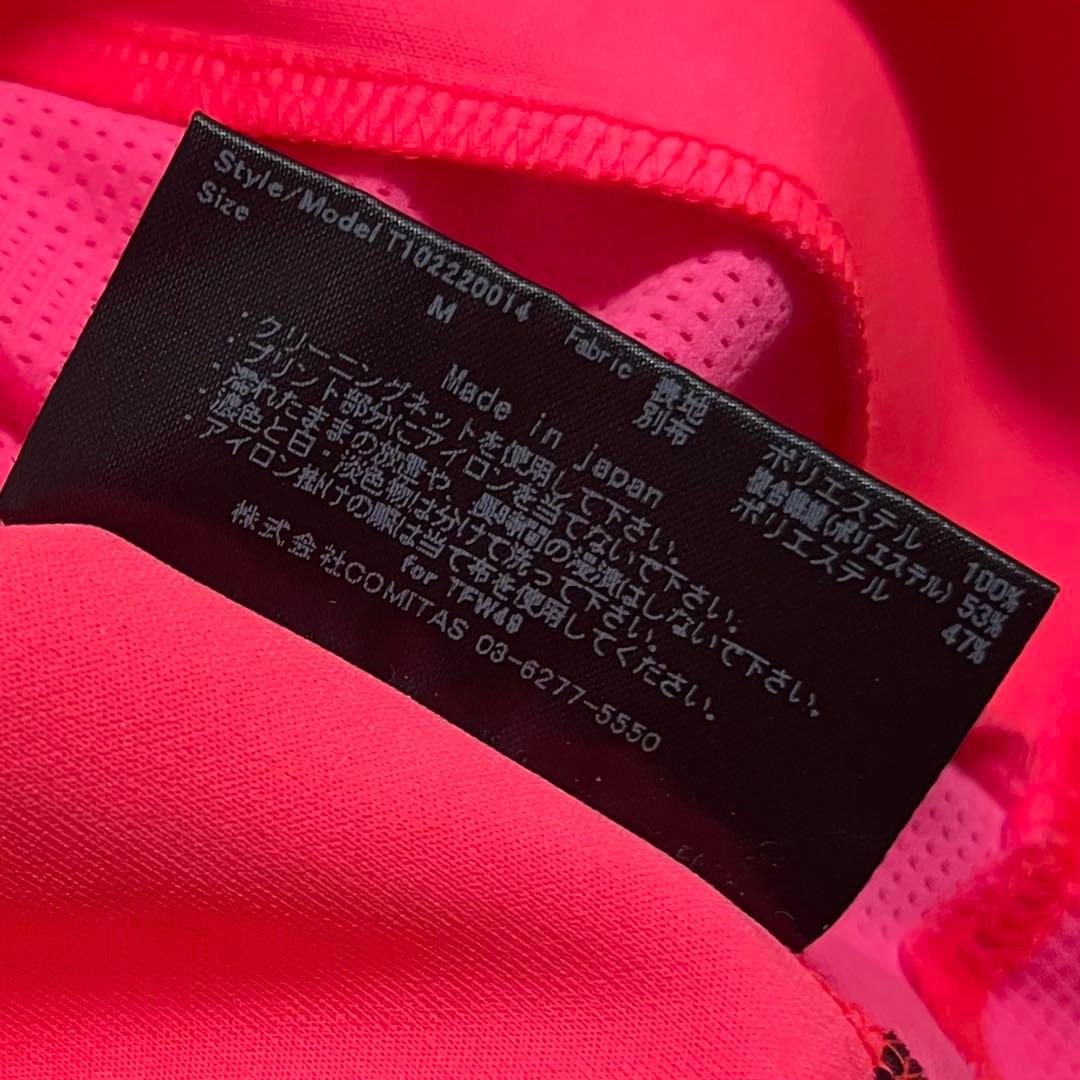 Style/Model T102220014 Fabric 表地 ポリエステル 100%
Size M 別布 複合繊維(ポリエステル) 53%
ポリエステル 47%
Made in japan
・クリーニングネットを使用して下さい。
・プリント部分にアイロンを当てないで下さい。
・濡れたままの放置や、長時間の浸漬はしないで下さい。
・濃色と白・淡色物は分けて洗って下さい。
・アイロン掛けの際は当て布を使用してください。
for TFW49
株式会社COMITAS 03-6277-5550